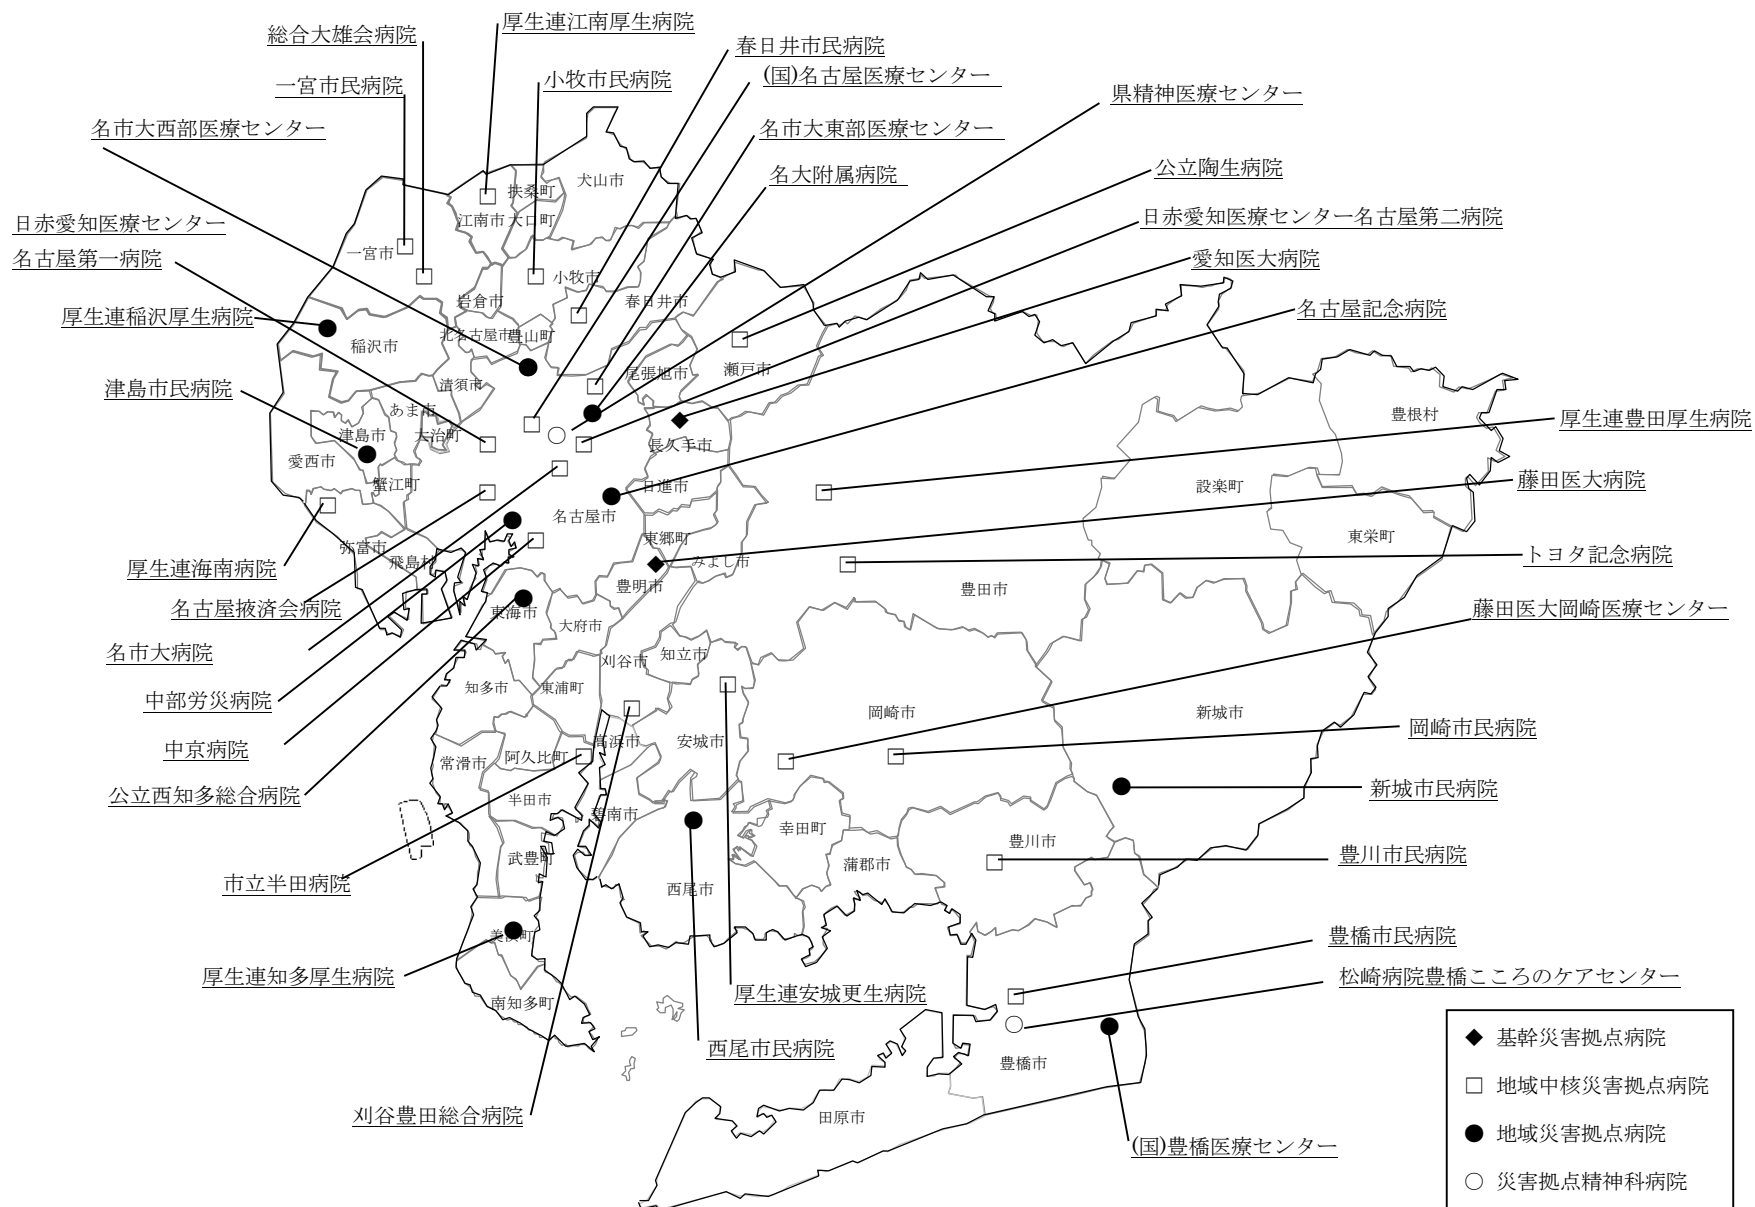 厚生連江南厚生病院
総合大雄会病院
春日井市民病院
(国)名古屋医療センター
一宮市民病院
小牧市民病院
県精神医療センター
名市大西部医療センター
名市大東部医療センター
公立陶生病院
名大附属病院
犬山市
扶桑町
江南市
大口町
日赤愛知医療センター
名古屋第一病院
日赤愛知医療センター名古屋第二病院
一宮市
愛知医大病院
小牧市
岩倉市
春日井市
名古屋記念病院
厚生連稲沢厚生病院
北名古屋市
豊山町
稲沢市
尾張旭市
瀬戸市
津島市民病院
清須市
あま市
豊根村
厚生連豊田厚生病院
津島市
大治町
長久手市
愛西市
藤田医大病院
蟹江町
日進市
設楽町
名古屋市
東郷町
東栄町
弥富市
飛島村
みよし市
トヨタ記念病院
厚生連海南病院
豊明市
豊田市
名古屋掖済会病院
東海市
大府市
藤田医大岡崎医療センター
名市大病院
刈谷市
知立市
知多市
東浦町
中部労災病院
岡崎市
新城市
岡崎市民病院
中京病院
高浜市
安城市
常滑市
阿久比町
公立西知多総合病院
新城市民病院
半田市
碧南市
幸田町
豊川市
武豊町
蒲郡市
豊川市民病院
市立半田病院
西尾市
美浜町
豊橋市民病院
厚生連知多厚生病院
松崎病院豊橋こころのケアセンター
厚生連安城更生病院
南知多町
西尾市民病院
豊橋市
刈谷豊田総合病院
田原市
(国)豊橋医療センター
基幹災害拠点病院
地域中核災害拠点病院
地域災害拠点病院
災害拠点精神科病院